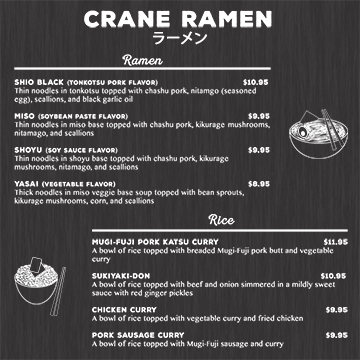 CRANE RAMEN
ラーメン
Ramen
SHIO BLACK (TONKOTSU PORK FLAVOR) $10.95
Thin noodles in tonkotsu topped with chashu pork, nitamgo (seasoned
egg), scallions, and black garlic oil
MISO (SOYBEAN PASTE FLAVOR) $9.95
Thin noodles in miso base topped with chashu pork, kikurage mushrooms,
nitamago, and scallions
SHOYU (SOY SAUCE FLAVOR) $9.95
Thin noodles in shoyu base topped with chashu pork, kikurage
mushrooms, nitamago, and scallions
YASAI (VEGETABLE FLAVOR) $8.95
Thick noodles in miso veggie base soup topped with bean sprouts,
kikurage mushrooms, corn, and scallions
Rice
MUGI-FUJI PORK KATSU CURRY $11.95
A bowl of rice topped with breaded Mugi-Fuji pork butt and vegetable
curry
SUKIYAKI-DON $10.95
A bowl of rice topped with beef and onion simmered in a mildly sweet
sauce with red ginger pickles
CHICKEN CURRY $9.95
A bowl of rice topped with vegetable curry and fried chicken
PORK SAUSAGE CURRY $9.95
A bowl of rice topped with Mugi-Fuji sausage and curry